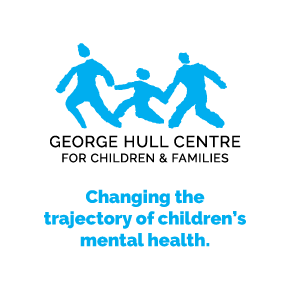 GEORGE HULL CENTRE
FOR CHILDREN & FAMILIES
Changing the
trajectory of children's
mental health.